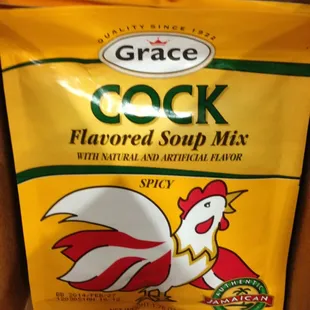 QUALITY SINCE 1922
Grace
COCK
Flavored Soup Mix
WITH NATURAL AND ARTIFICIAL FLAVOR
SPICY
AUTHENTIC
JAMAICAN